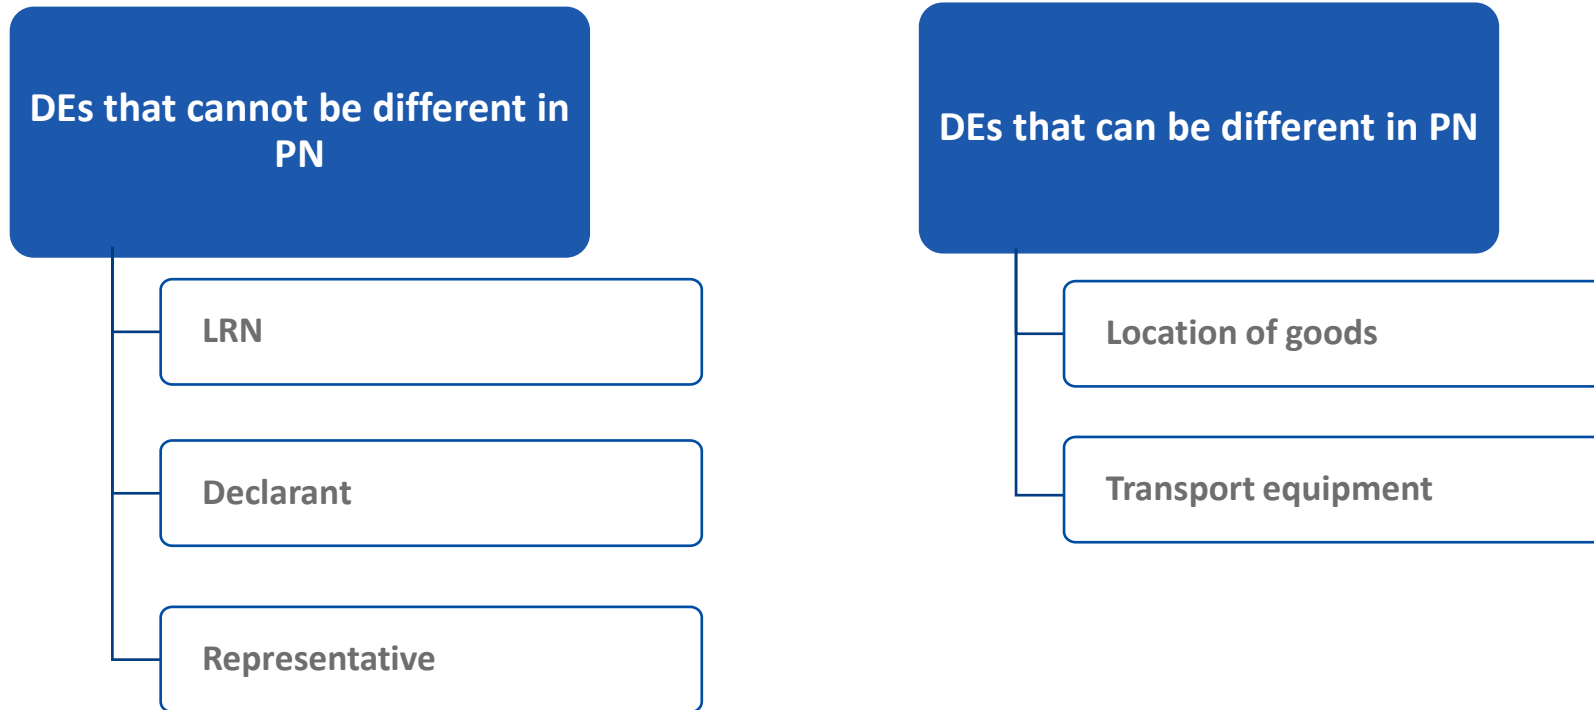 DEs that cannot be different in
PN
LRN
Declarant
Representative
DEs that can be different in PN
Location of goods
Transport equipment